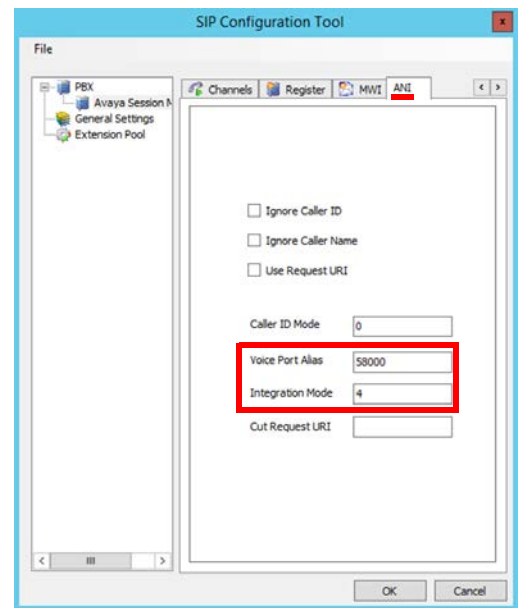 SIP Configuration Tool
x
File
PBX
Avaya Session M
General Settings
Extension Pool
Channels
Register
MWI
ANI
Ignore Caller ID
Ignore Caller Name
Use Request URI
Caller ID Mode
0
Voice Port Alias
58000
Integration Mode
4
Cut Request URI
OK
Cancel